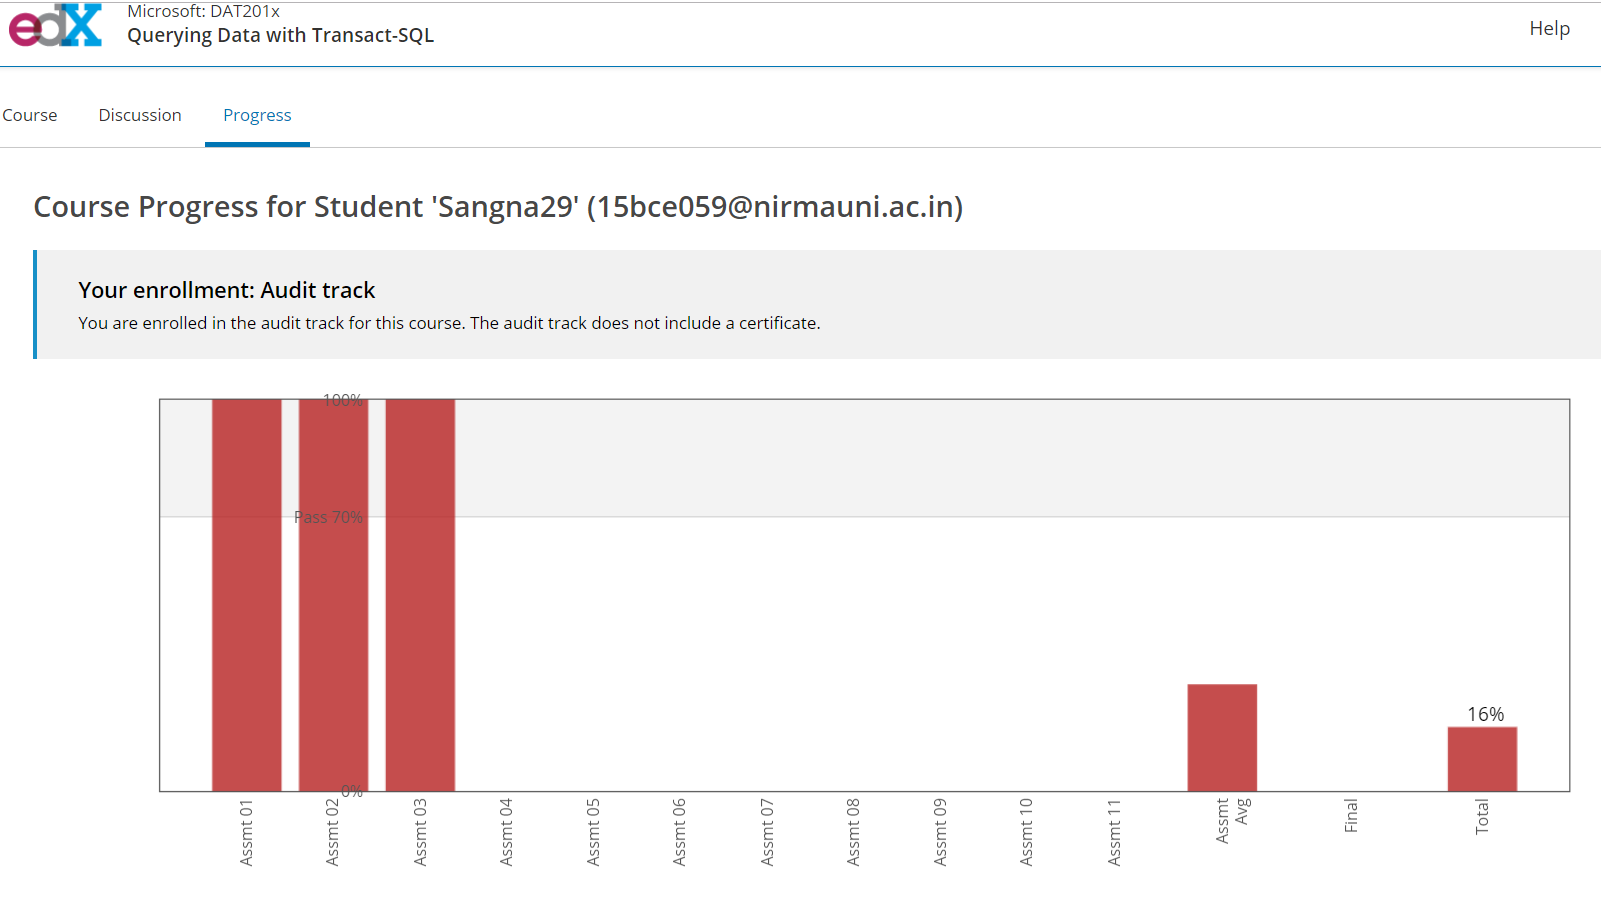 edX
Microsoft: DAT201x
Querying Data with Transact-SQL
Help
Course
Discussion
Progress
Course Progress for Student 'Sangna29' (15bce059@nirmauni.ac.in)
Your enrollment: Audit track
You are enrolled in the audit track for this course. The audit track does not include a certificate.
100%
Pass 70%
0%
16%
Assmt 01
Assmt 02
Assmt 03
Assmt 04
Assmt 05
Assmt 06
Assmt 07
Assmt 08
Assmt 09
Assmt 10
Assmt 11
Assmt
Avg
Final
Total